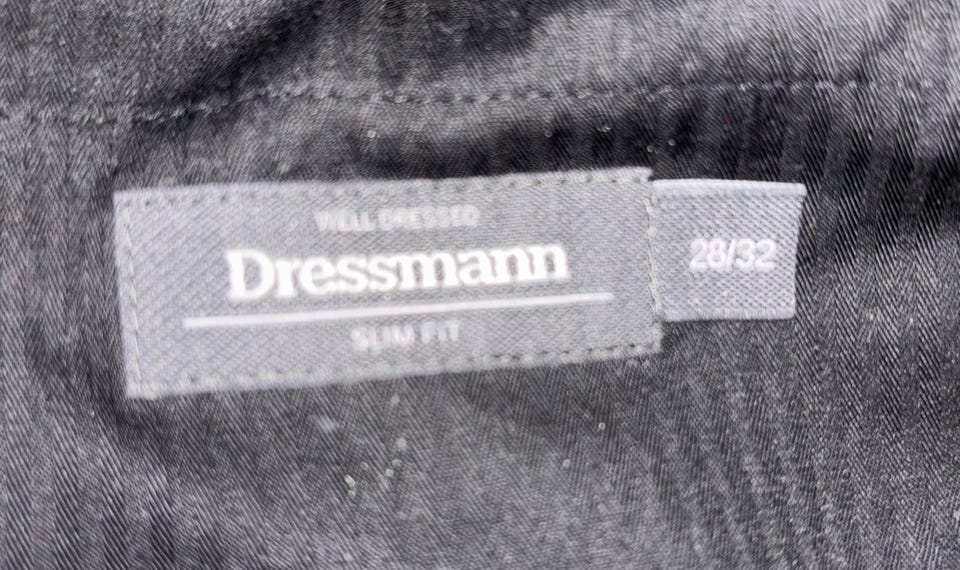 WELL DRESSED
Dressmann
SLIM FIT
28/32